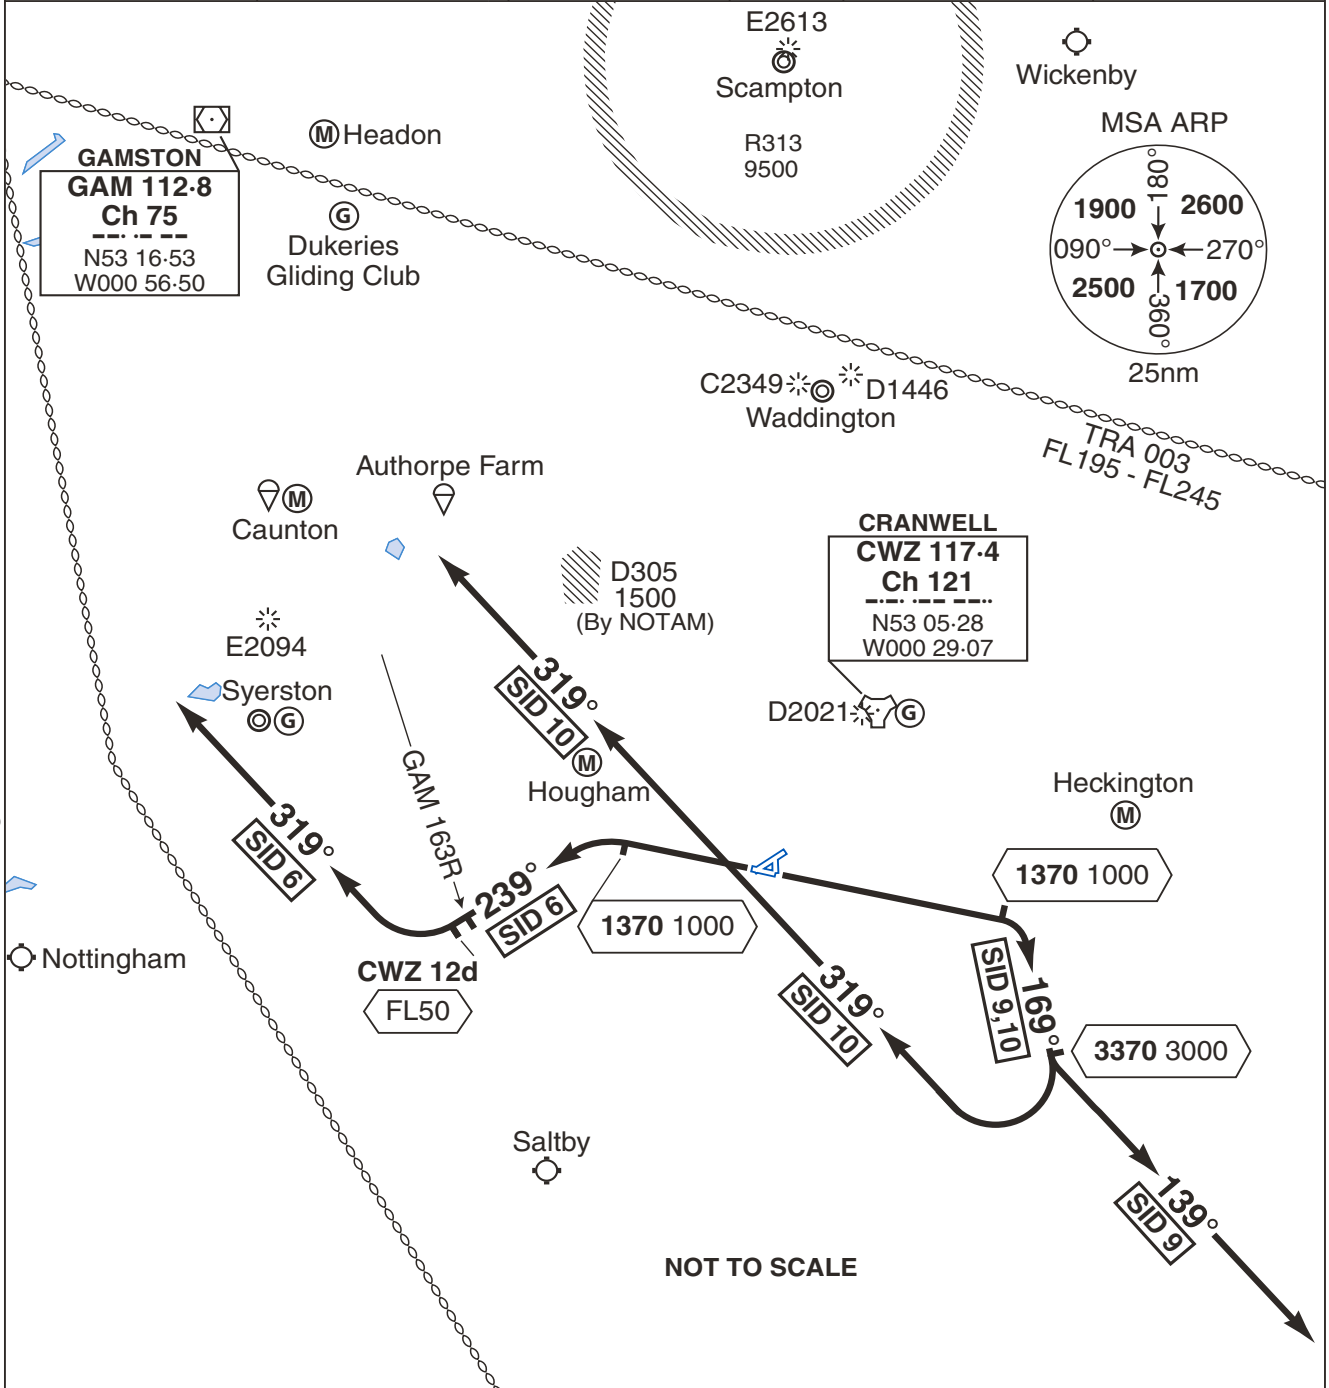 E2613
Scampton
R313
9500
Wickenby
MSA ARP
180°
1900
2600
090°
270°
2500
1700
360°
25nm
M
Headon
GAMSTON
GAM 112·8
Ch 75
N53 16·53
W000 56·50
G
Dukeries
Gliding Club
C2349
D1446
Waddington
TRA 003
FL195 - FL245
Authorpe Farm
M
Caunton
D305
1500
(By NOTAM)
CRANWELL
CWZ 117·4
Ch 121
N53 05·28
W000 29·07
E2094
Syerston
G
D2021
G
319°
SID 10
M
Hougham
GAM 163R
Heckington
M
319°
SID 6
239°
SID 6
1370 1000
1370 1000
Nottingham
CWZ 12d
FL50
319°
SID 10
SID 9,10
169°
3370 3000
Saltby
139°
SID 9
NOT TO SCALE